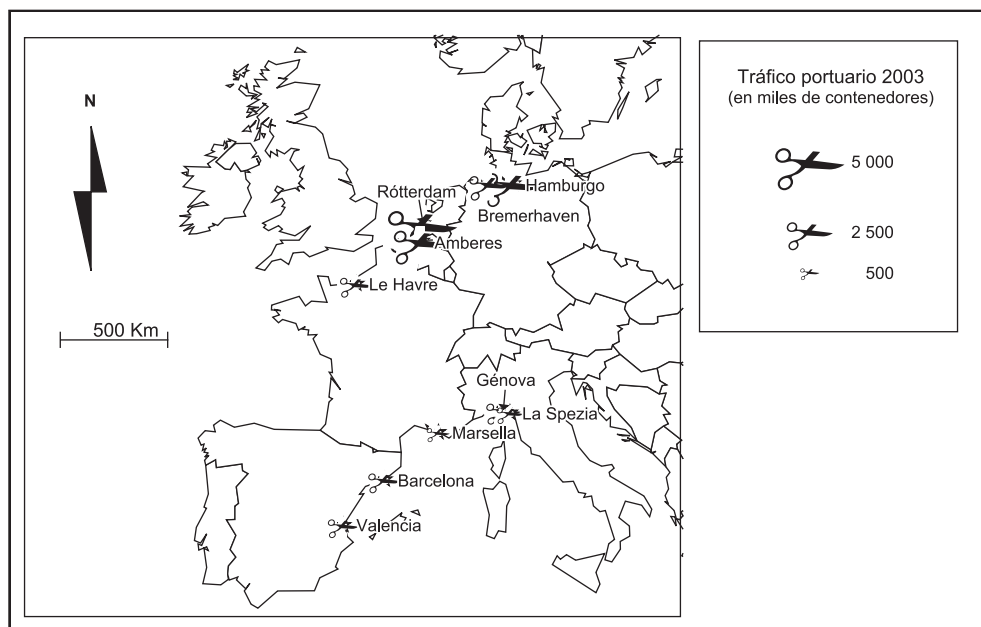 N
Rótterdam
Hamburgo
Bremerhaven
Amberes
Le Havre
500 Km
Génova
La Spezia
Marsella
Barcelona
Valencia
Tráfico portuario 2003
(en miles de contenedores)
5 000
2 500
500